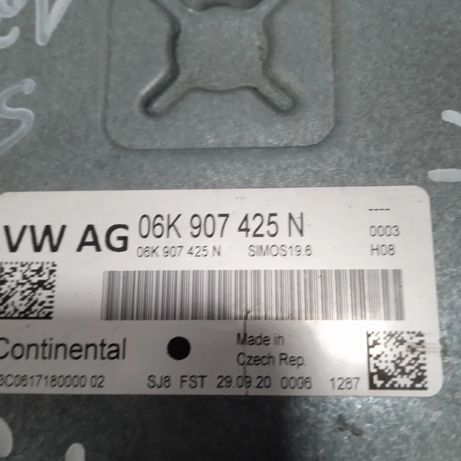 VW AG 06K 907 425 N ----
06K 907 425 N SIMOS19.6 0003
H08
Continental Made in
Czech Rep.
3C0617180000 02 SJ8 FST 29.09.20 0006 1287